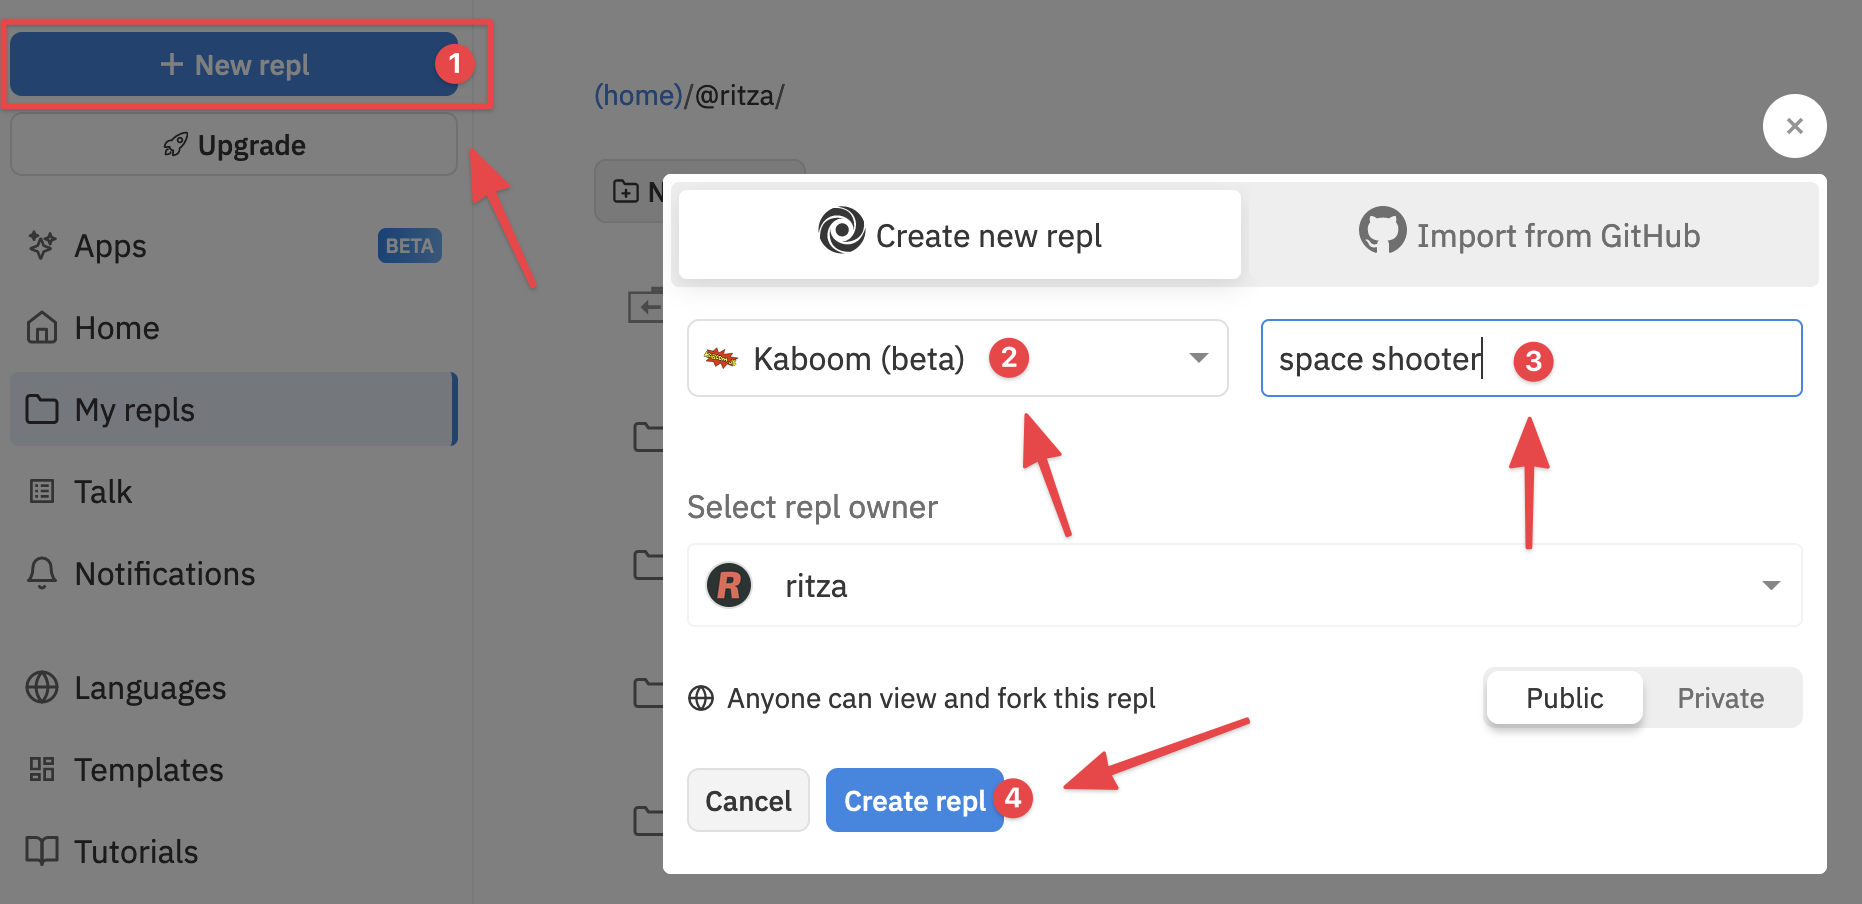 + New repl 1
Upgrade
Apps BETA
Home
My repls
Talk
Notifications
Languages
Templates
Tutorials
(home)/@ritza/
N
Create new repl
Import from GitHub
Kaboom (beta) 2
space shooter 3
Select repl owner
R ritza
Anyone can view and fork this repl
Public Private
Cancel Create repl 4